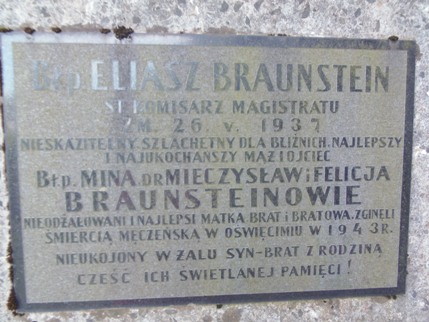 Błp. ELIASZ BRAUNSTEIN
ST. KOMISARZ MAGISTRATU
ZM. 26. V. 1937
NIESKAZITELNY, SZLACHETNY DLA BLIŹNICH, NAJLEPSZY
I NAJUKOCHAŃSZY MĄŻ I OJCIEC
Błp. MINA, DR MIECZYSŁAW i FELICJA
BRAUNSTEINOWIE
NIEODŻAŁOWANI I NAJLEPSI MATKA BRAT i BRATOWA. ZGINĘLI
ŚMIERCIĄ MĘCZEŃSKĄ W OŚWIĘCIMIU W 1943 R.
NIEUKOJONY W ŻALU SYN-BRAT Z RODZINĄ
CZEŚĆ ICH ŚWIETLANEJ PAMIĘCI!